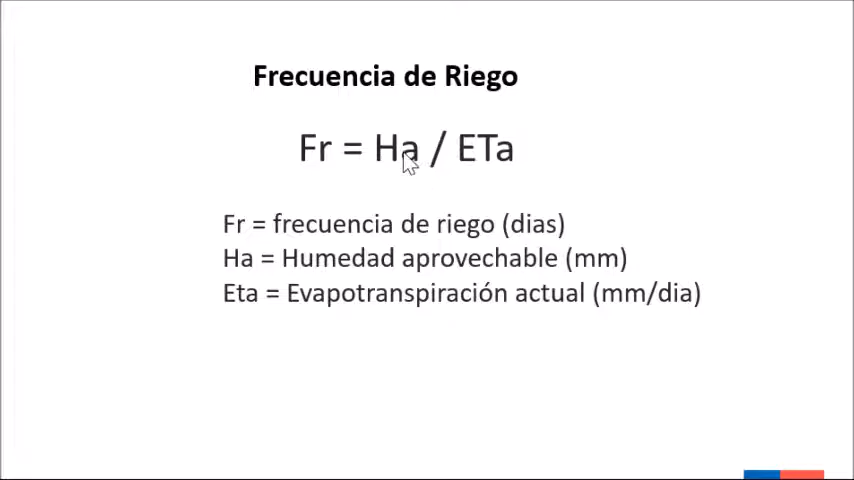 Frecuencia de Riego
Fr = Ha / ETa
Fr = frecuencia de riego (dias)
Ha = Humedad aprovechable (mm)
Eta = Evapotranspiración actual (mm/dia)